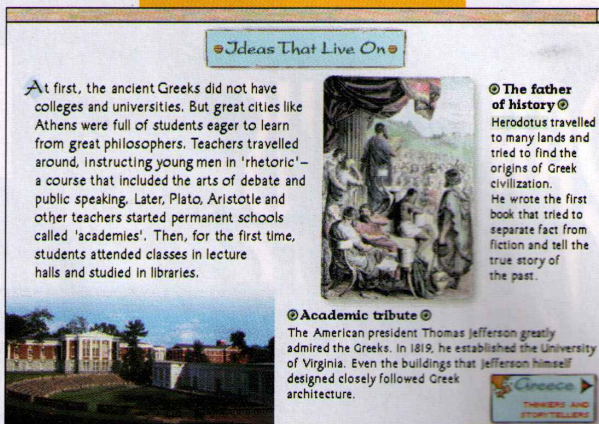 Ideas That Live On
At first, the ancient Greeks did not have
colleges and universities. But great cities like
Athens were full of students eager to learn
from great philosophers. Teachers travelled
around, instructing young men in 'rhetoric'–
a course that included the arts of debate and
public speaking. Later, Plato, Aristotle and
other teachers started permanent schools
called 'academies'. Then, for the first time,
students attended classes in lecture
halls and studied in libraries.
The father
of history
Herodotus travelled
to many lands and
tried to find the
origins of Greek
civilization.
He wrote the first
book that tried to
separate fact from
fiction and tell the
true story of
the past.
Academic tribute
The American president Thomas Jefferson greatly
admired the Greeks. In 1819, he established the University
of Virginia. Even the buildings that Jefferson himself
designed closely followed Greek
architecture.
Greece
THINKERS AND
STORYTELLERS